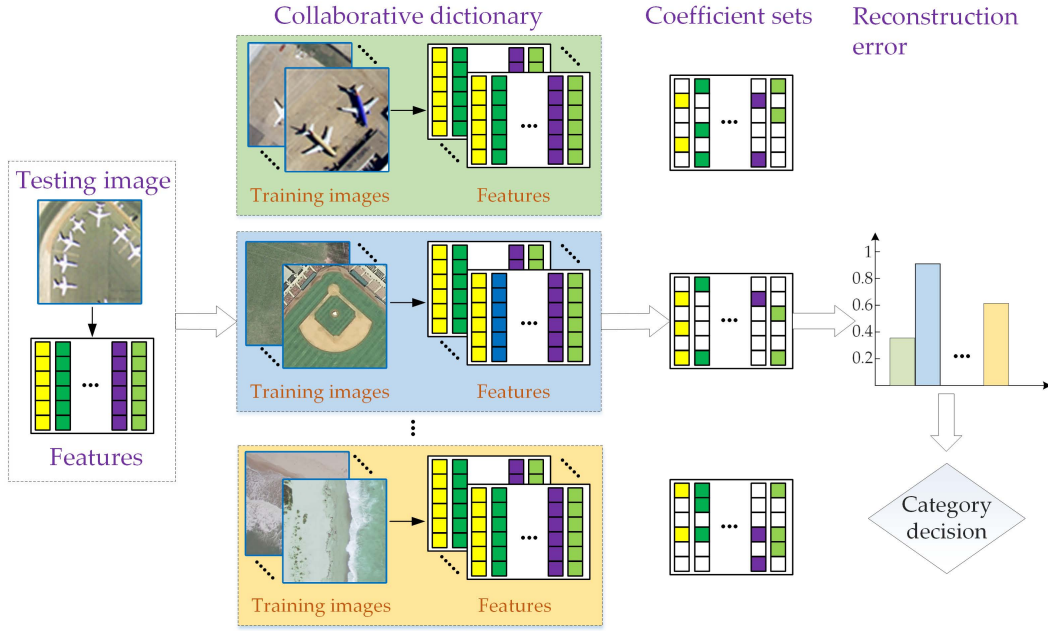 Collaborative dictionary
Coefficient sets
Reconstruction
error
Training images
Features
Testing image
Features
Training images
Features
1
0.8
0.6
0.4
0.2
...
...
Training images
Features
Category
decision